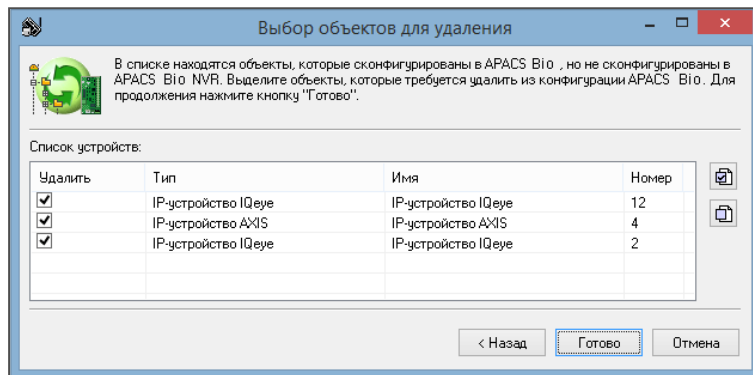 Выбор объектов для удаления
В списке находятся объекты, которые сконфигурированы в APACS Bio , но не сконфигурированы в
APACS Bio NVR. Выделите объекты, которые требуется удалить из конфигурации APACS Bio. Для
продолжения нажмите кнопку "Готово".
Список устройств:
Удалить Тип Имя Номер
IP-устройство IQeye IP-устройство IQeye 12
IP-устройство AXIS IP-устройство AXIS 4
IP-устройство IQeye IP-устройство IQeye 2
< Назад Готово Отмена